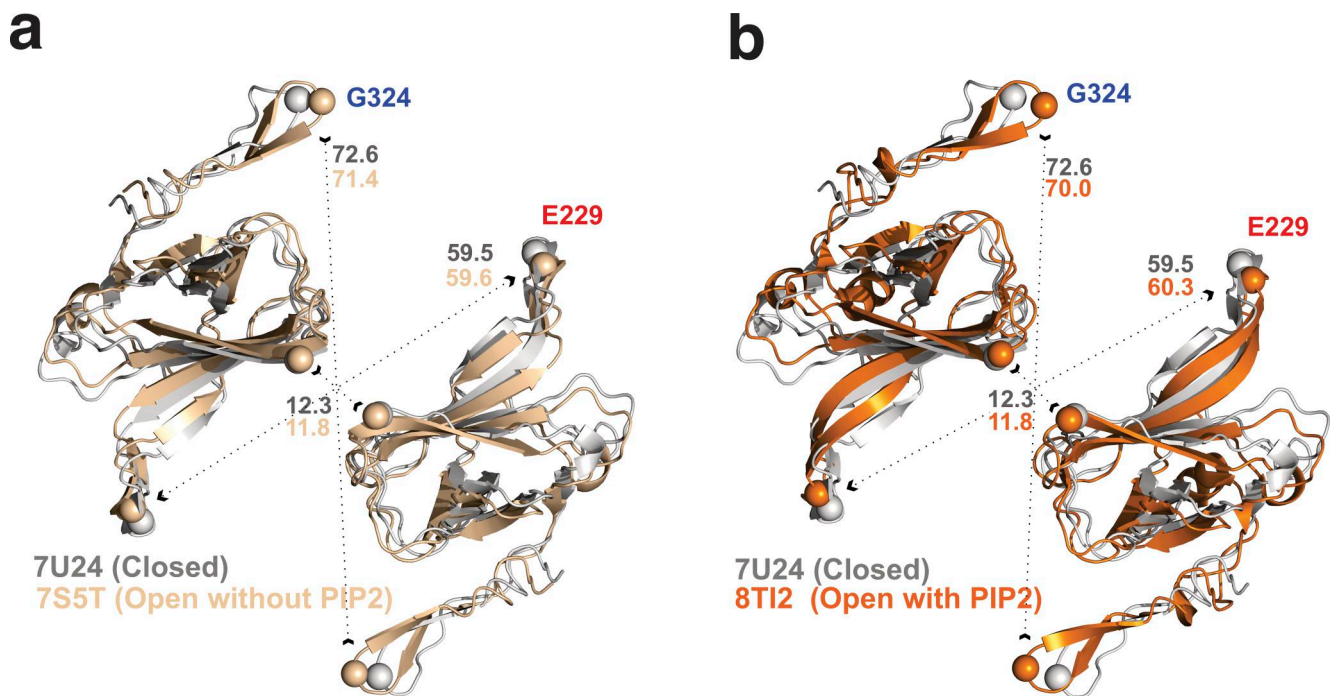 a
G324
72.6
71.4
E229
59.5
59.6
12.3
11.8
7U24 (Closed)
7S5T (Open without PIP2)
b
G324
72.6
70.0
E229
59.5
60.3
12.3
11.8
7U24 (Closed)
8TI2 (Open with PIP2)